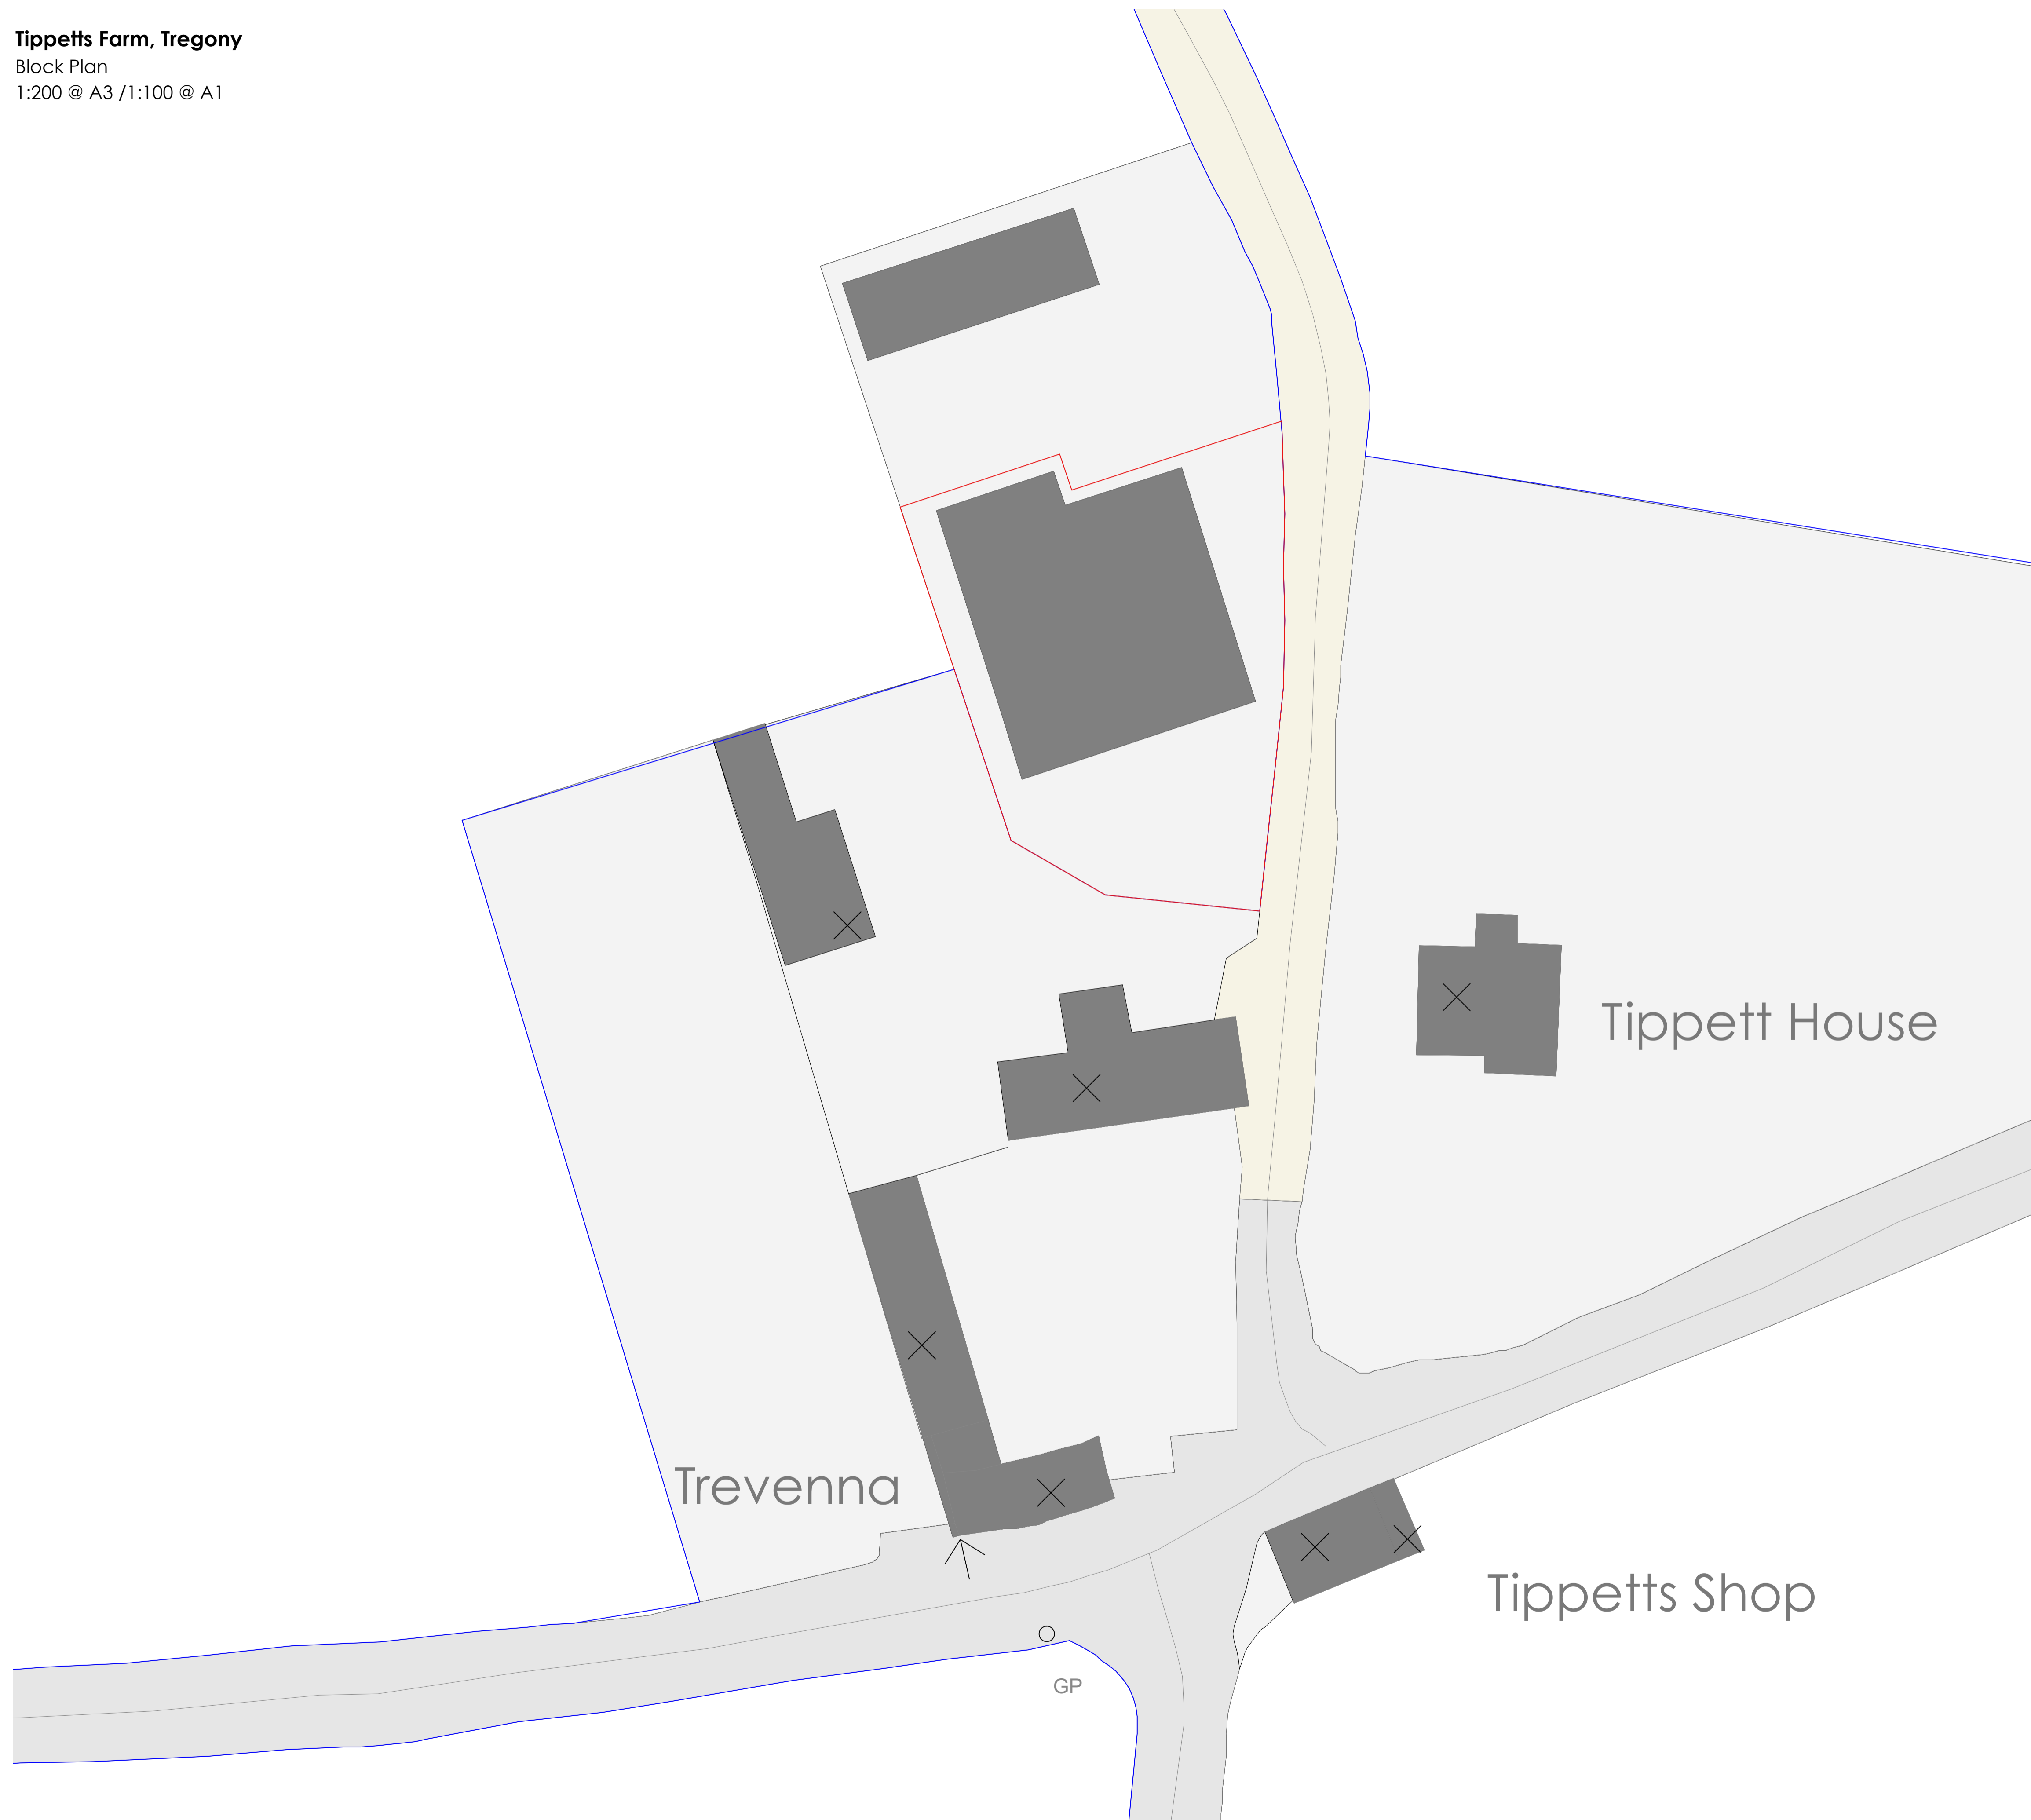 Tippetts Farm, Tregony
Block Plan
1:200 @ A3 /1:100 @ A1
Tippett House
Trevenna
Tippetts Shop
GP